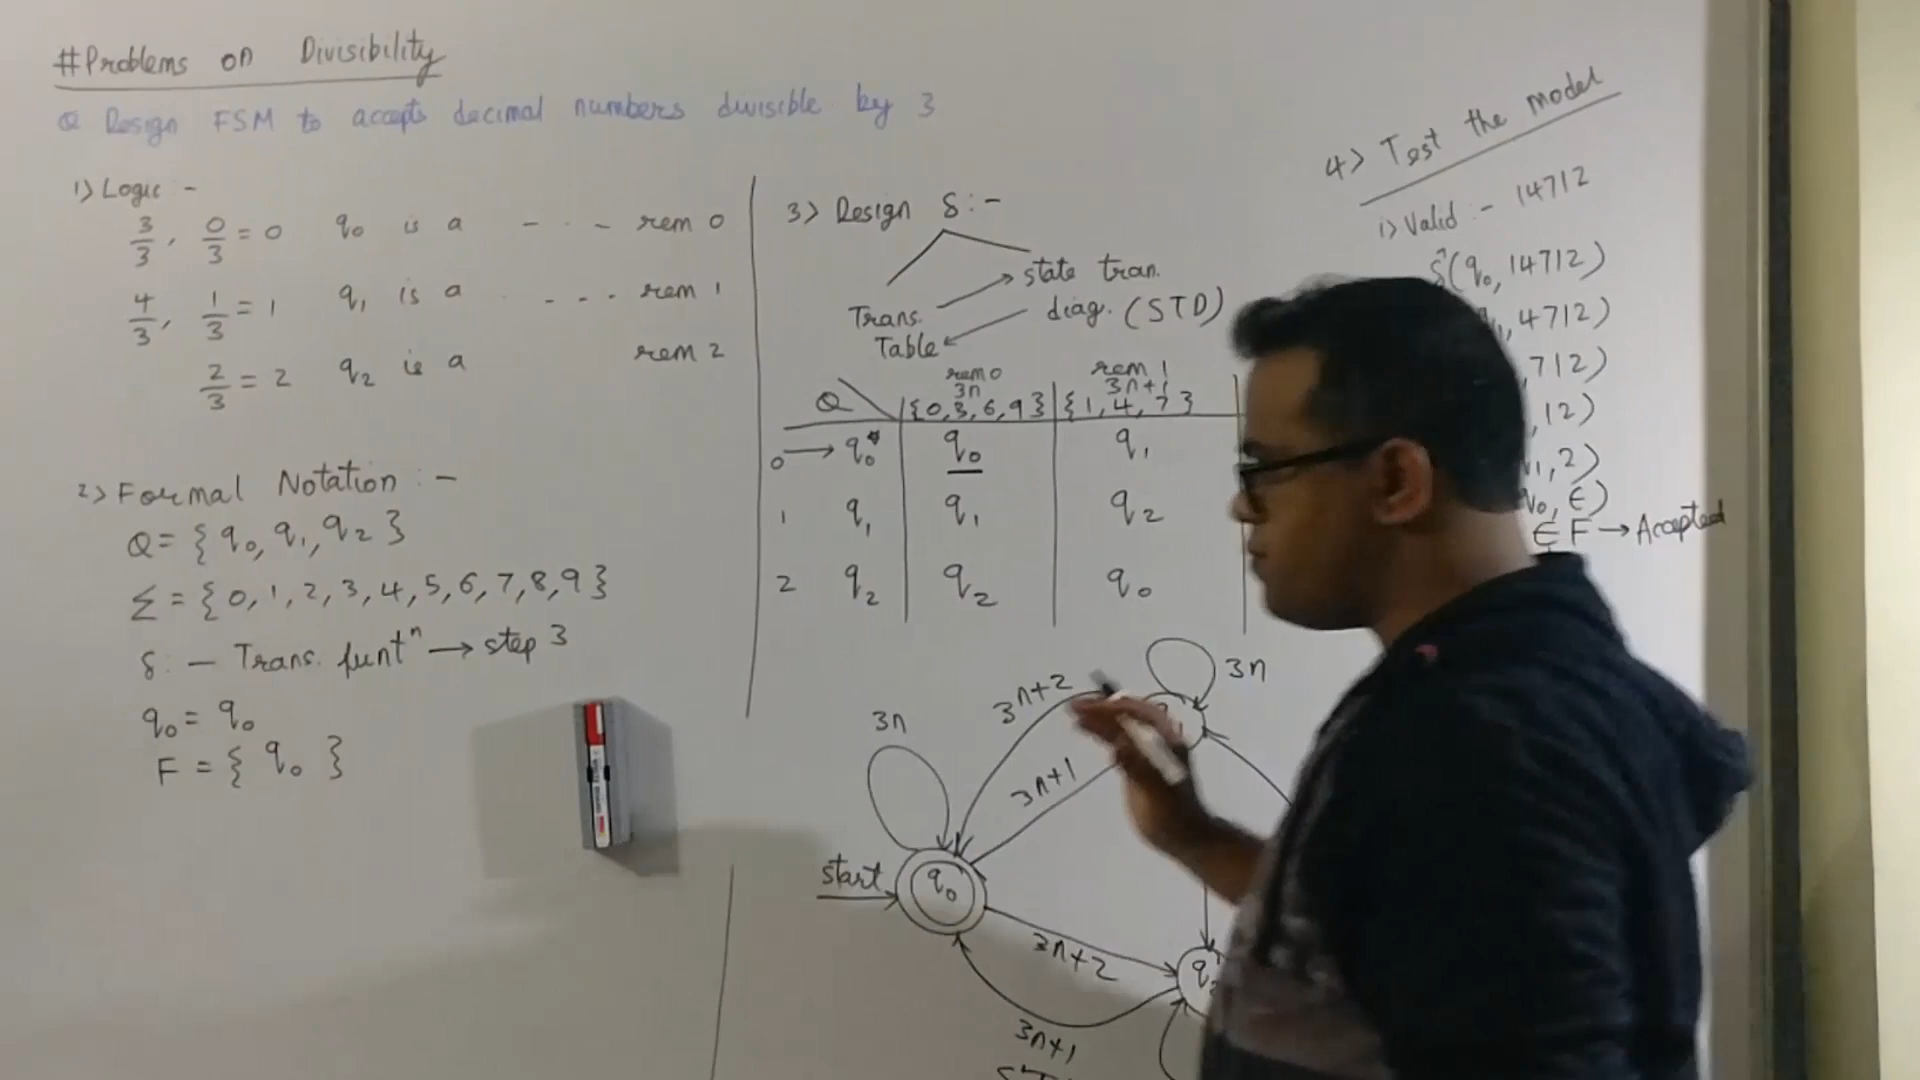 #Problems on Divisibility
Q Design FSM to accepts decimal numbers divisible by 3
1) Logic :-
3/3, 0/3 = 0 q0 is a - - - rem 0
4/3, 1/3 = 1 q1 is a - - - rem 1
2/3 = 2 q2 is a rem 2
2) Formal Notation :-
Q = { q0, q1, q2 }
Σ = {0, 1, 2, 3, 4, 5, 6, 7, 8, 9}
δ :- Trans. funtⁿ → step 3
q0 = q0
F = { q0 }
3) Design δ :-
state tran.
diag. (STD)
Trans.
Table
rem 0 rem 1
3n 3n+1
Q {0,3,6,9} {1,4,7}
0 → q0* q0 q1
1 q1 q1 q2
2 q2 q2 q0
3n
3n+2
3n
3n+1
start
q0
3n+2
q2
3n+1
4) Test the model
i) Valid :- 14712
δ̂(q0, 14712)
, 4712)
, 712)
, 12)
, 2)
, ϵ)
∈ F → Accepted